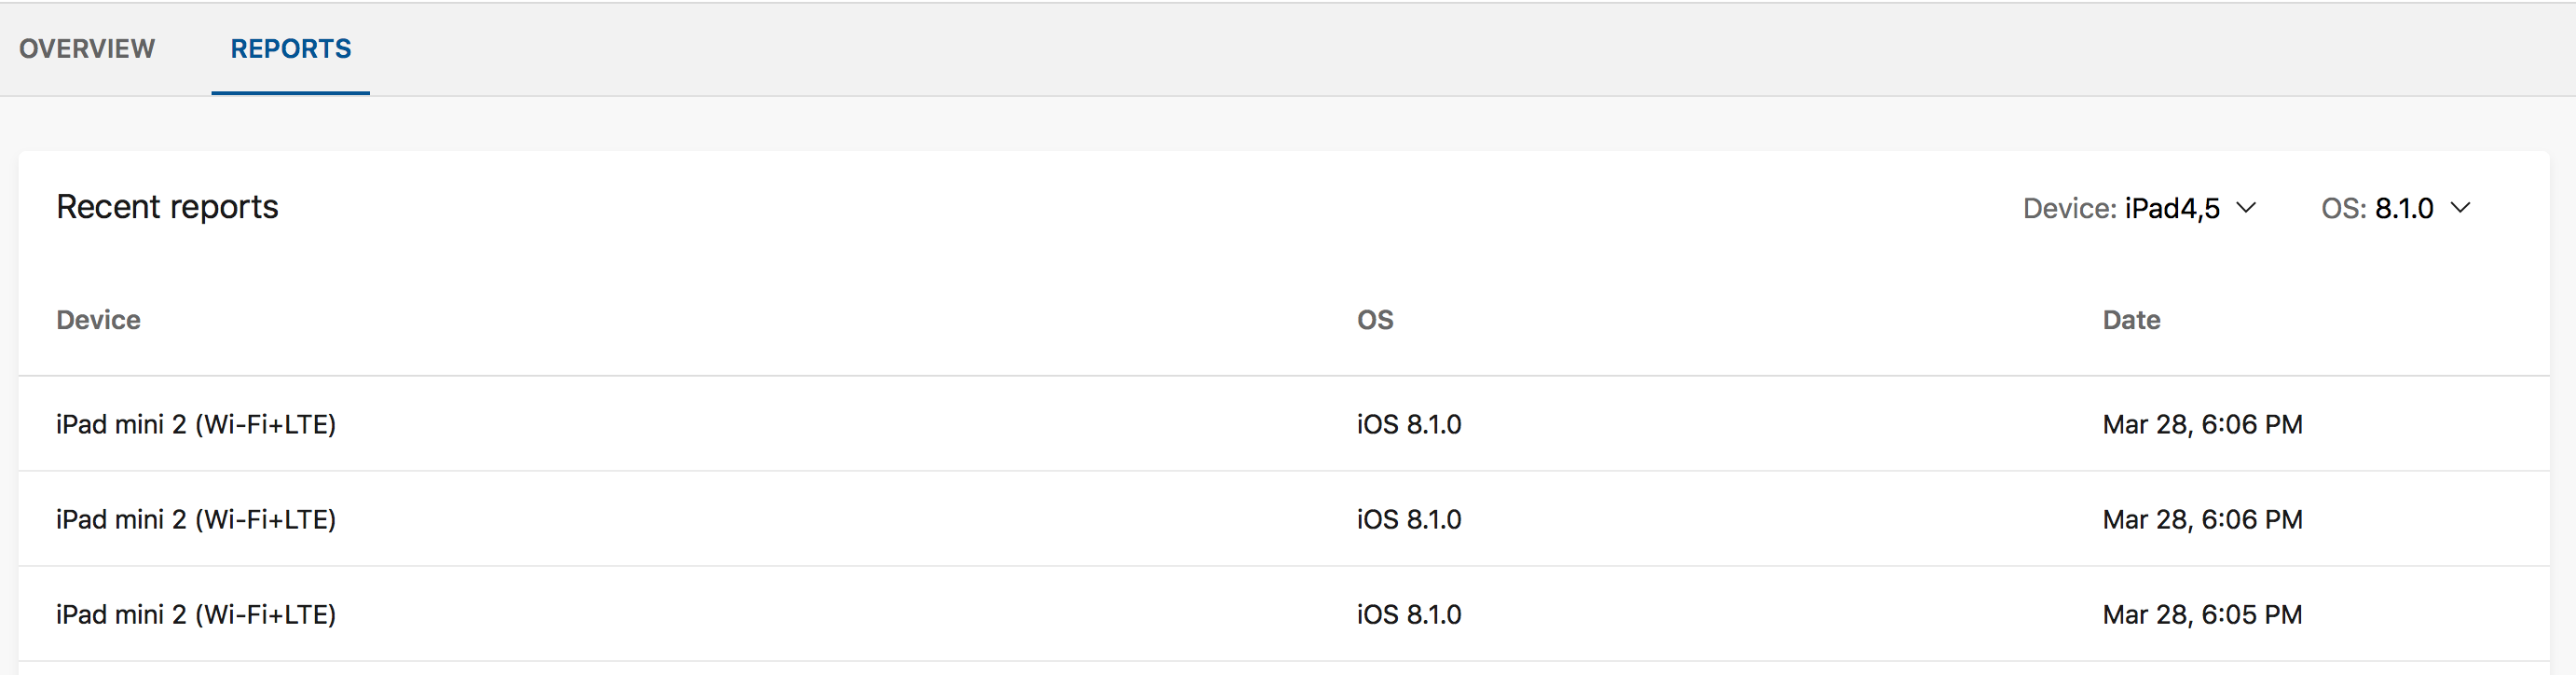 OVERVIEW REPORTS
Recent reports Device: iPad4,5 OS: 8.1.0
Device OS Date
iPad mini 2 (Wi-Fi+LTE) iOS 8.1.0 Mar 28, 6:06 PM
iPad mini 2 (Wi-Fi+LTE) iOS 8.1.0 Mar 28, 6:06 PM
iPad mini 2 (Wi-Fi+LTE) iOS 8.1.0 Mar 28, 6:05 PM